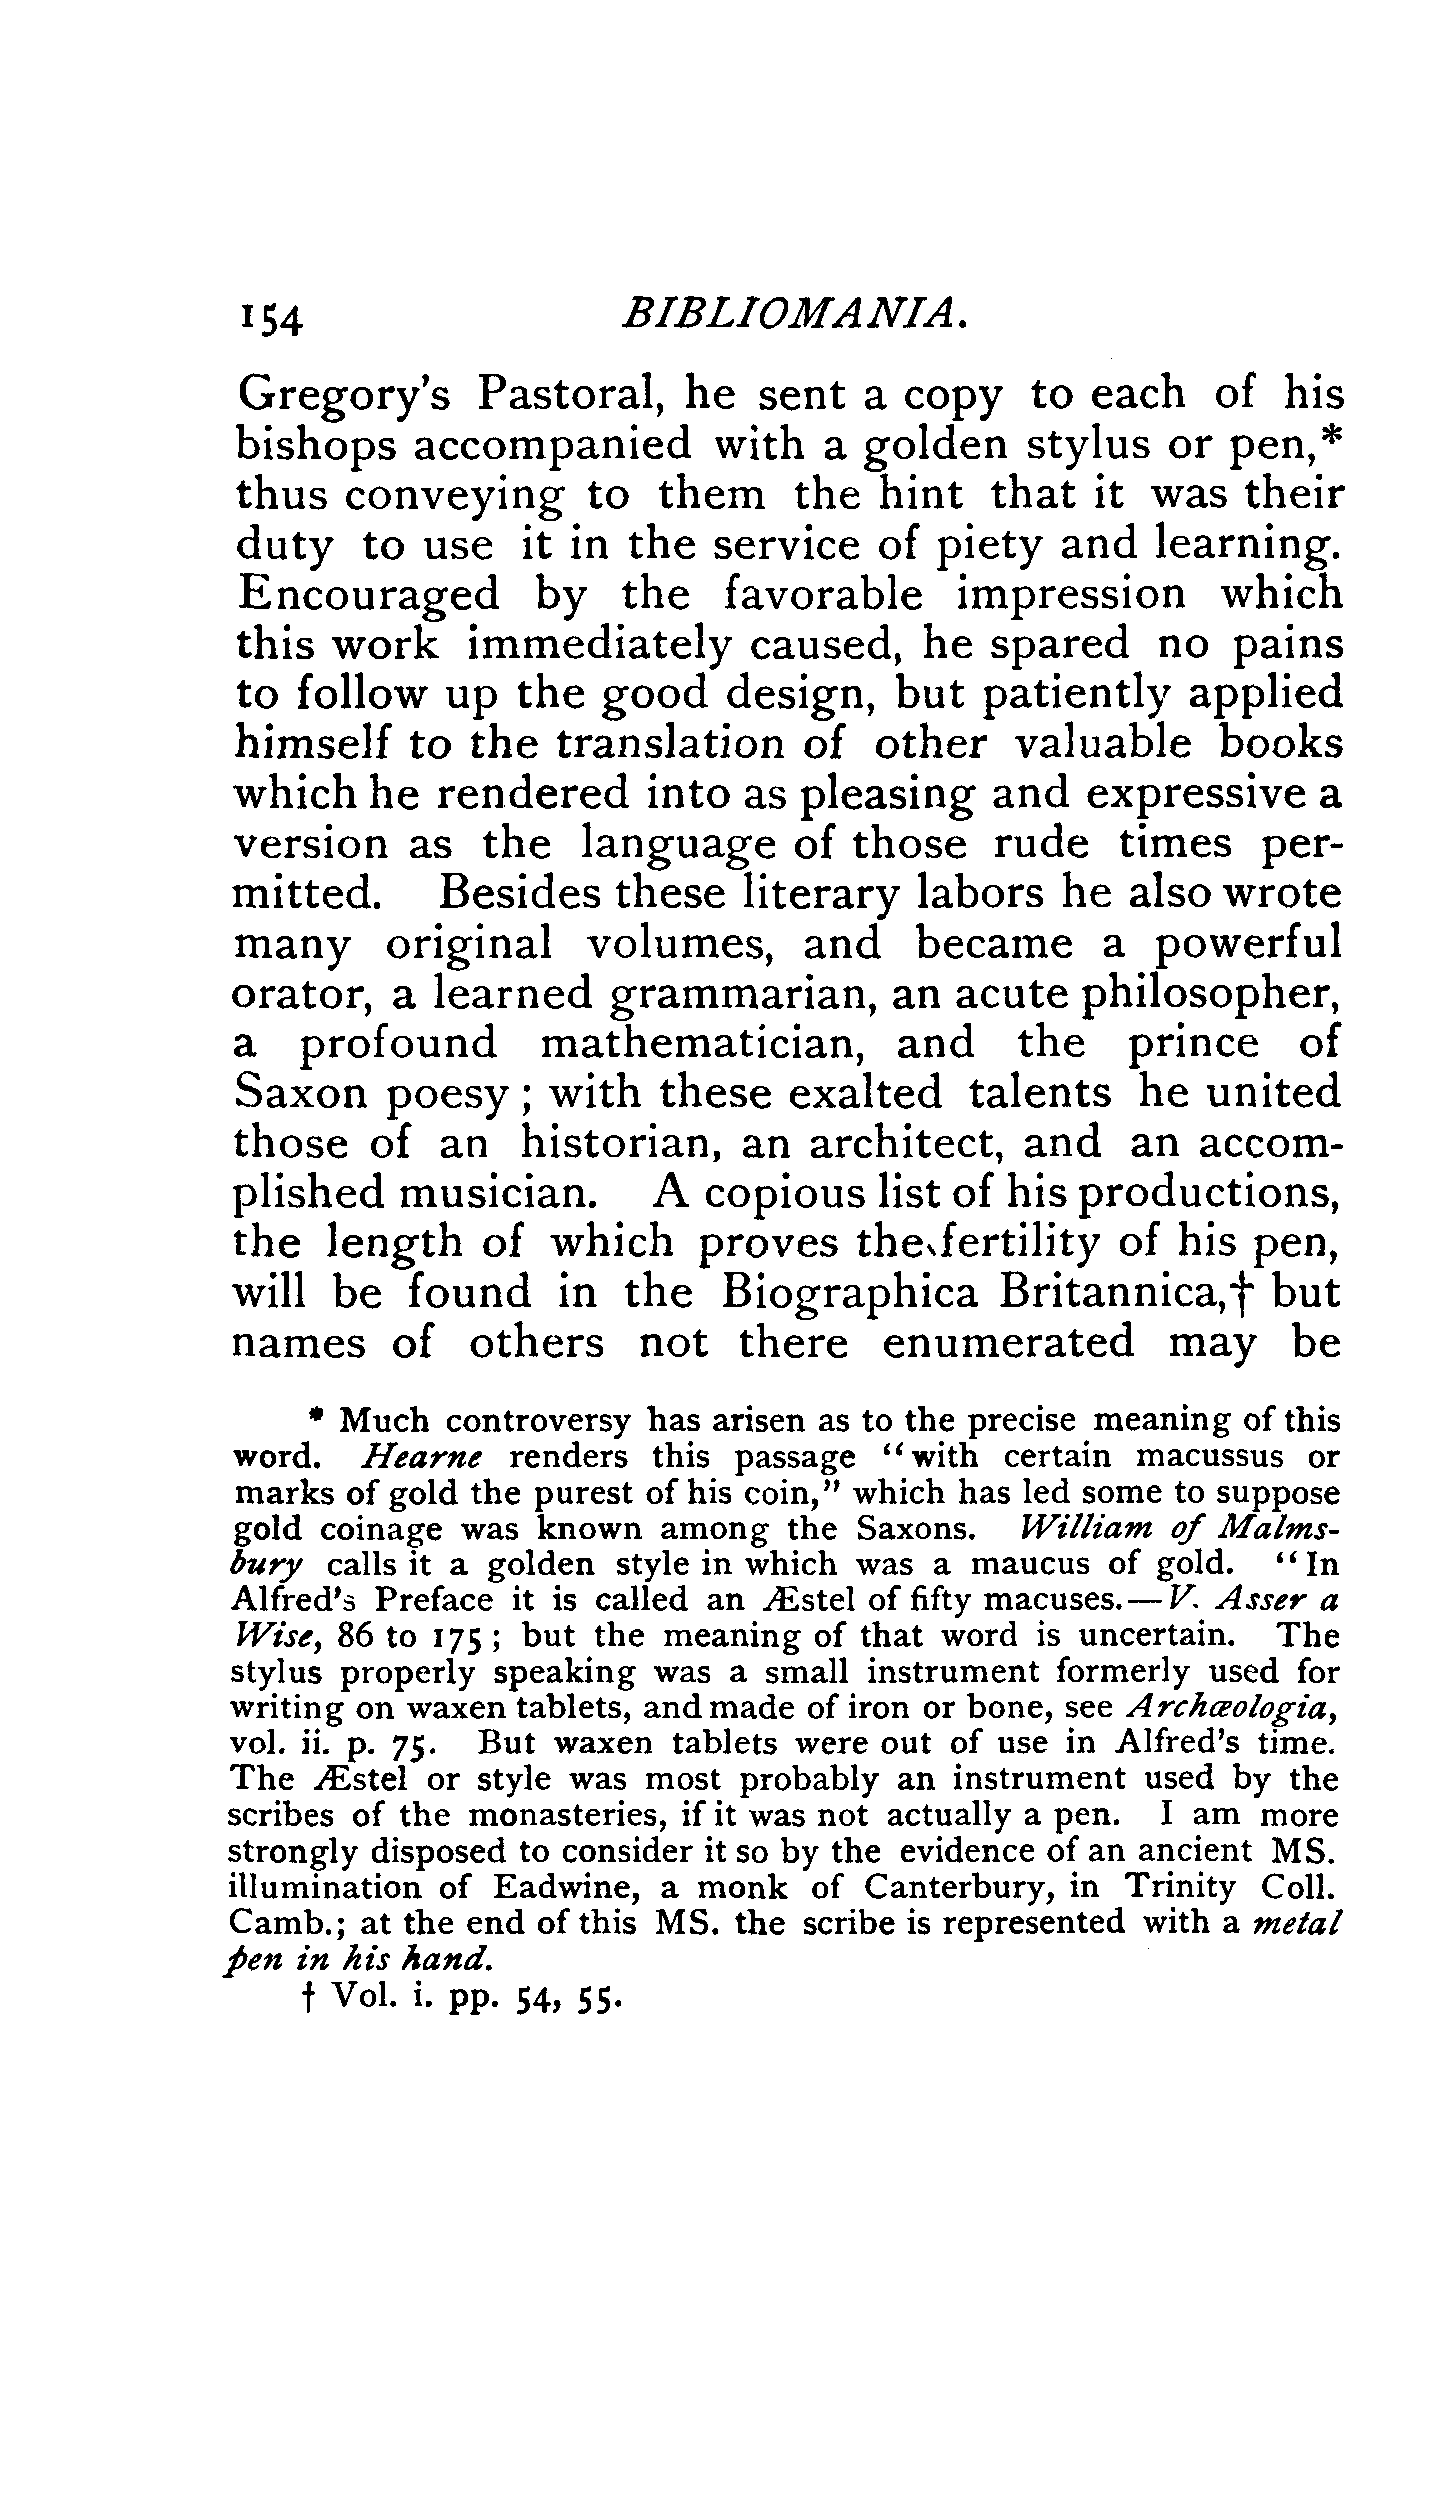 154 BIBLIOMANIA.
Gregory's Pastoral, he sent a copy to each of his
bishops accompanied with a golden stylus or pen,*
thus conveying to them the hint that it was their
duty to use it in the service of piety and learning.
Encouraged by the favorable impression which
this work immediately caused, he spared no pains
to follow up the good design, but patiently applied
himself to the translation of other valuable books
which he rendered into as pleasing and expressive a
version as the language of those rude times per-
mitted. Besides these literary labors he also wrote
many original volumes, and became a powerful
orator, a learned grammarian, an acute philosopher,
a profound mathematician, and the prince of
Saxon poesy ; with these exalted talents he united
those of an historian, an architect, and an accom-
plished musician. A copious list of his productions,
the length of which proves the fertility of his pen,
will be found in the Biographica Britannica,† but
names of others not there enumerated may be
* Much controversy has arisen as to the precise meaning of this
word. Hearne renders this passage “with certain macussus or
marks of gold the purest of his coin,” which has led some to suppose
gold coinage was known among the Saxons. William of Malms-
bury calls it a golden style in which was a maucus of gold. “In
Alfred's Preface it is called an Æstel of fifty macuses.—V. Asser a
Wise, 86 to 175 ; but the meaning of that word is uncertain. The
stylus properly speaking was a small instrument formerly used for
writing on waxen tablets, and made of iron or bone, see Archæologia,
vol. ii. p. 75. But waxen tablets were out of use in Alfred's time.
The Æstel or style was most probably an instrument used by the
scribes of the monasteries, if it was not actually a pen. I am more
strongly disposed to consider it so by the evidence of an ancient MS.
illumination of Eadwine, a monk of Canterbury, in Trinity Coll.
Camb.; at the end of this MS. the scribe is represented with a metal
pen in his hand.
† Vol. i. pp. 54, 55.